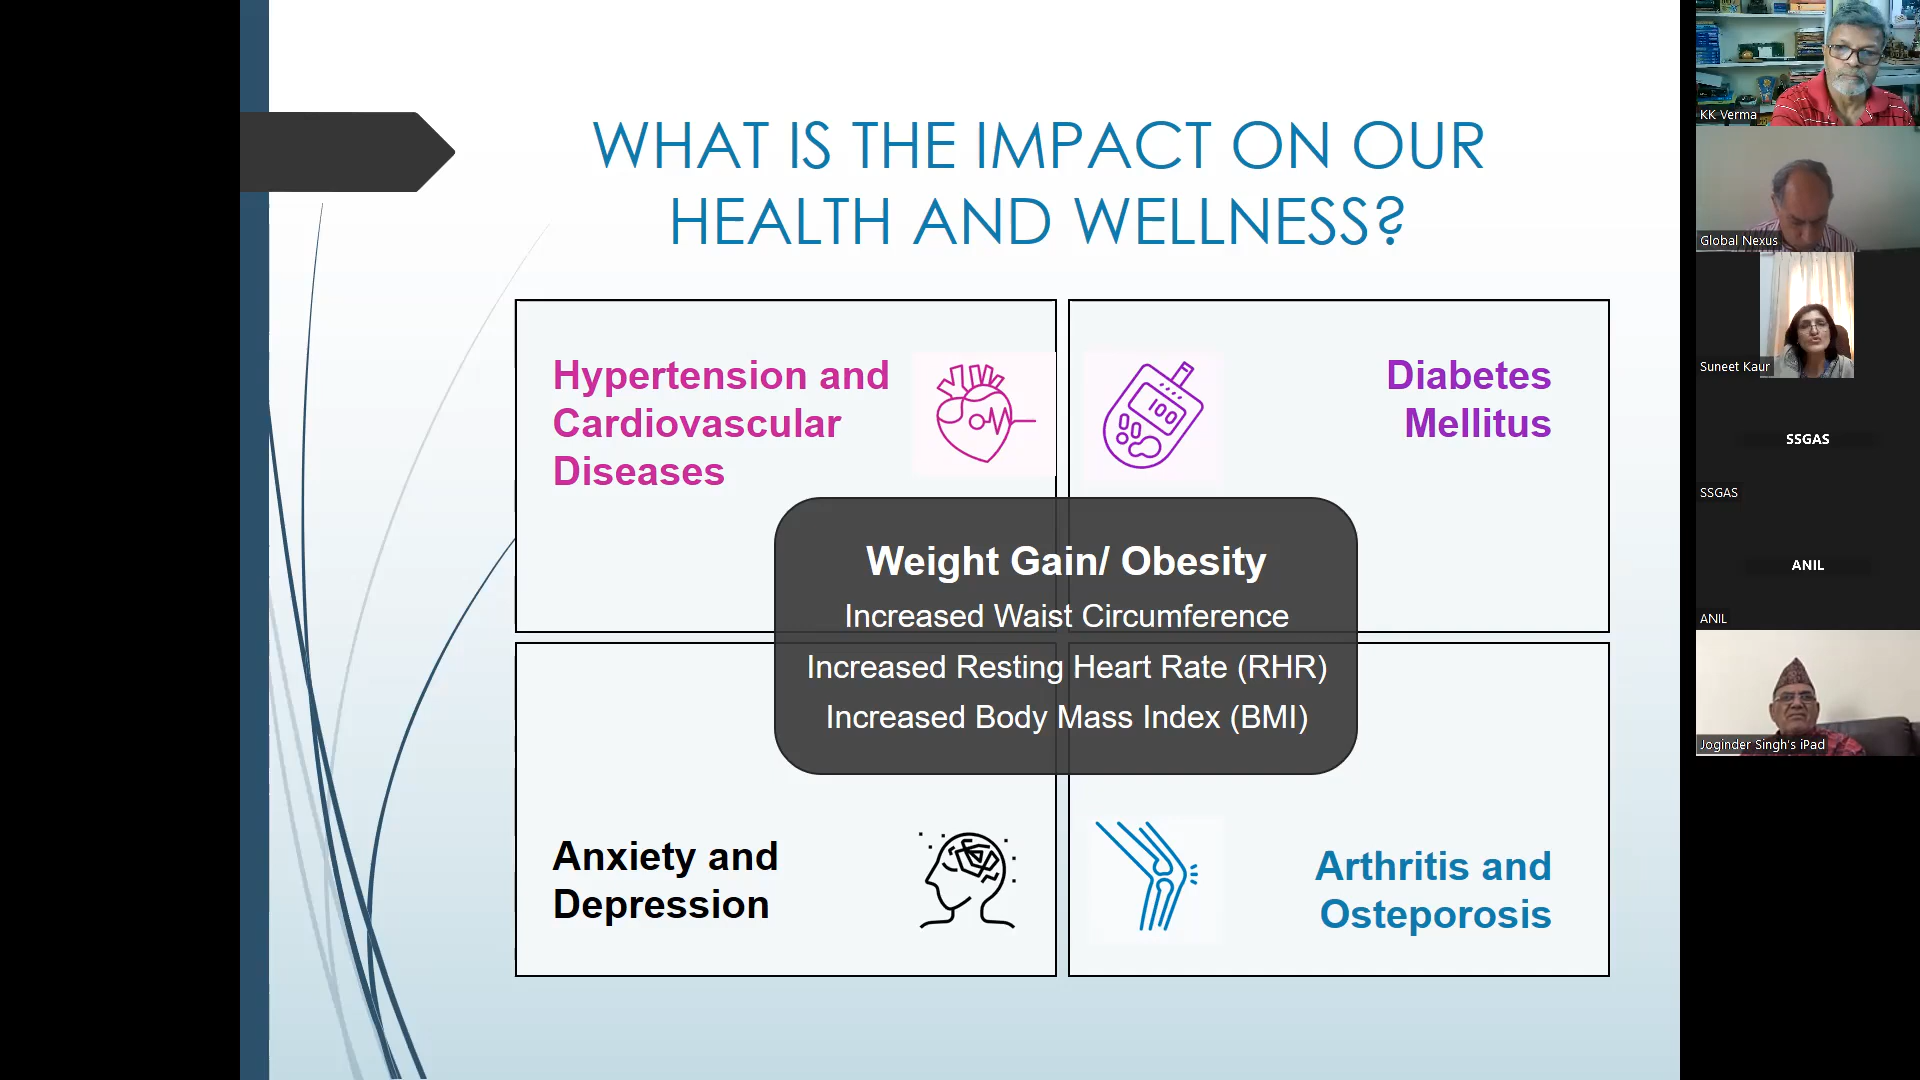 WHAT IS THE IMPACT ON OUR
HEALTH AND WELLNESS?
Hypertension and
Cardiovascular
Diseases
100
Diabetes
Mellitus
Weight Gain/ Obesity
Increased Waist Circumference
Increased Resting Heart Rate (RHR)
Increased Body Mass Index (BMI)
Anxiety and
Depression
Arthritis and
Osteporosis
KK Verma
Global Nexus
Suneet Kaur
SSGAS
SSGAS
ANIL
ANIL
Joginder Singh's iPad